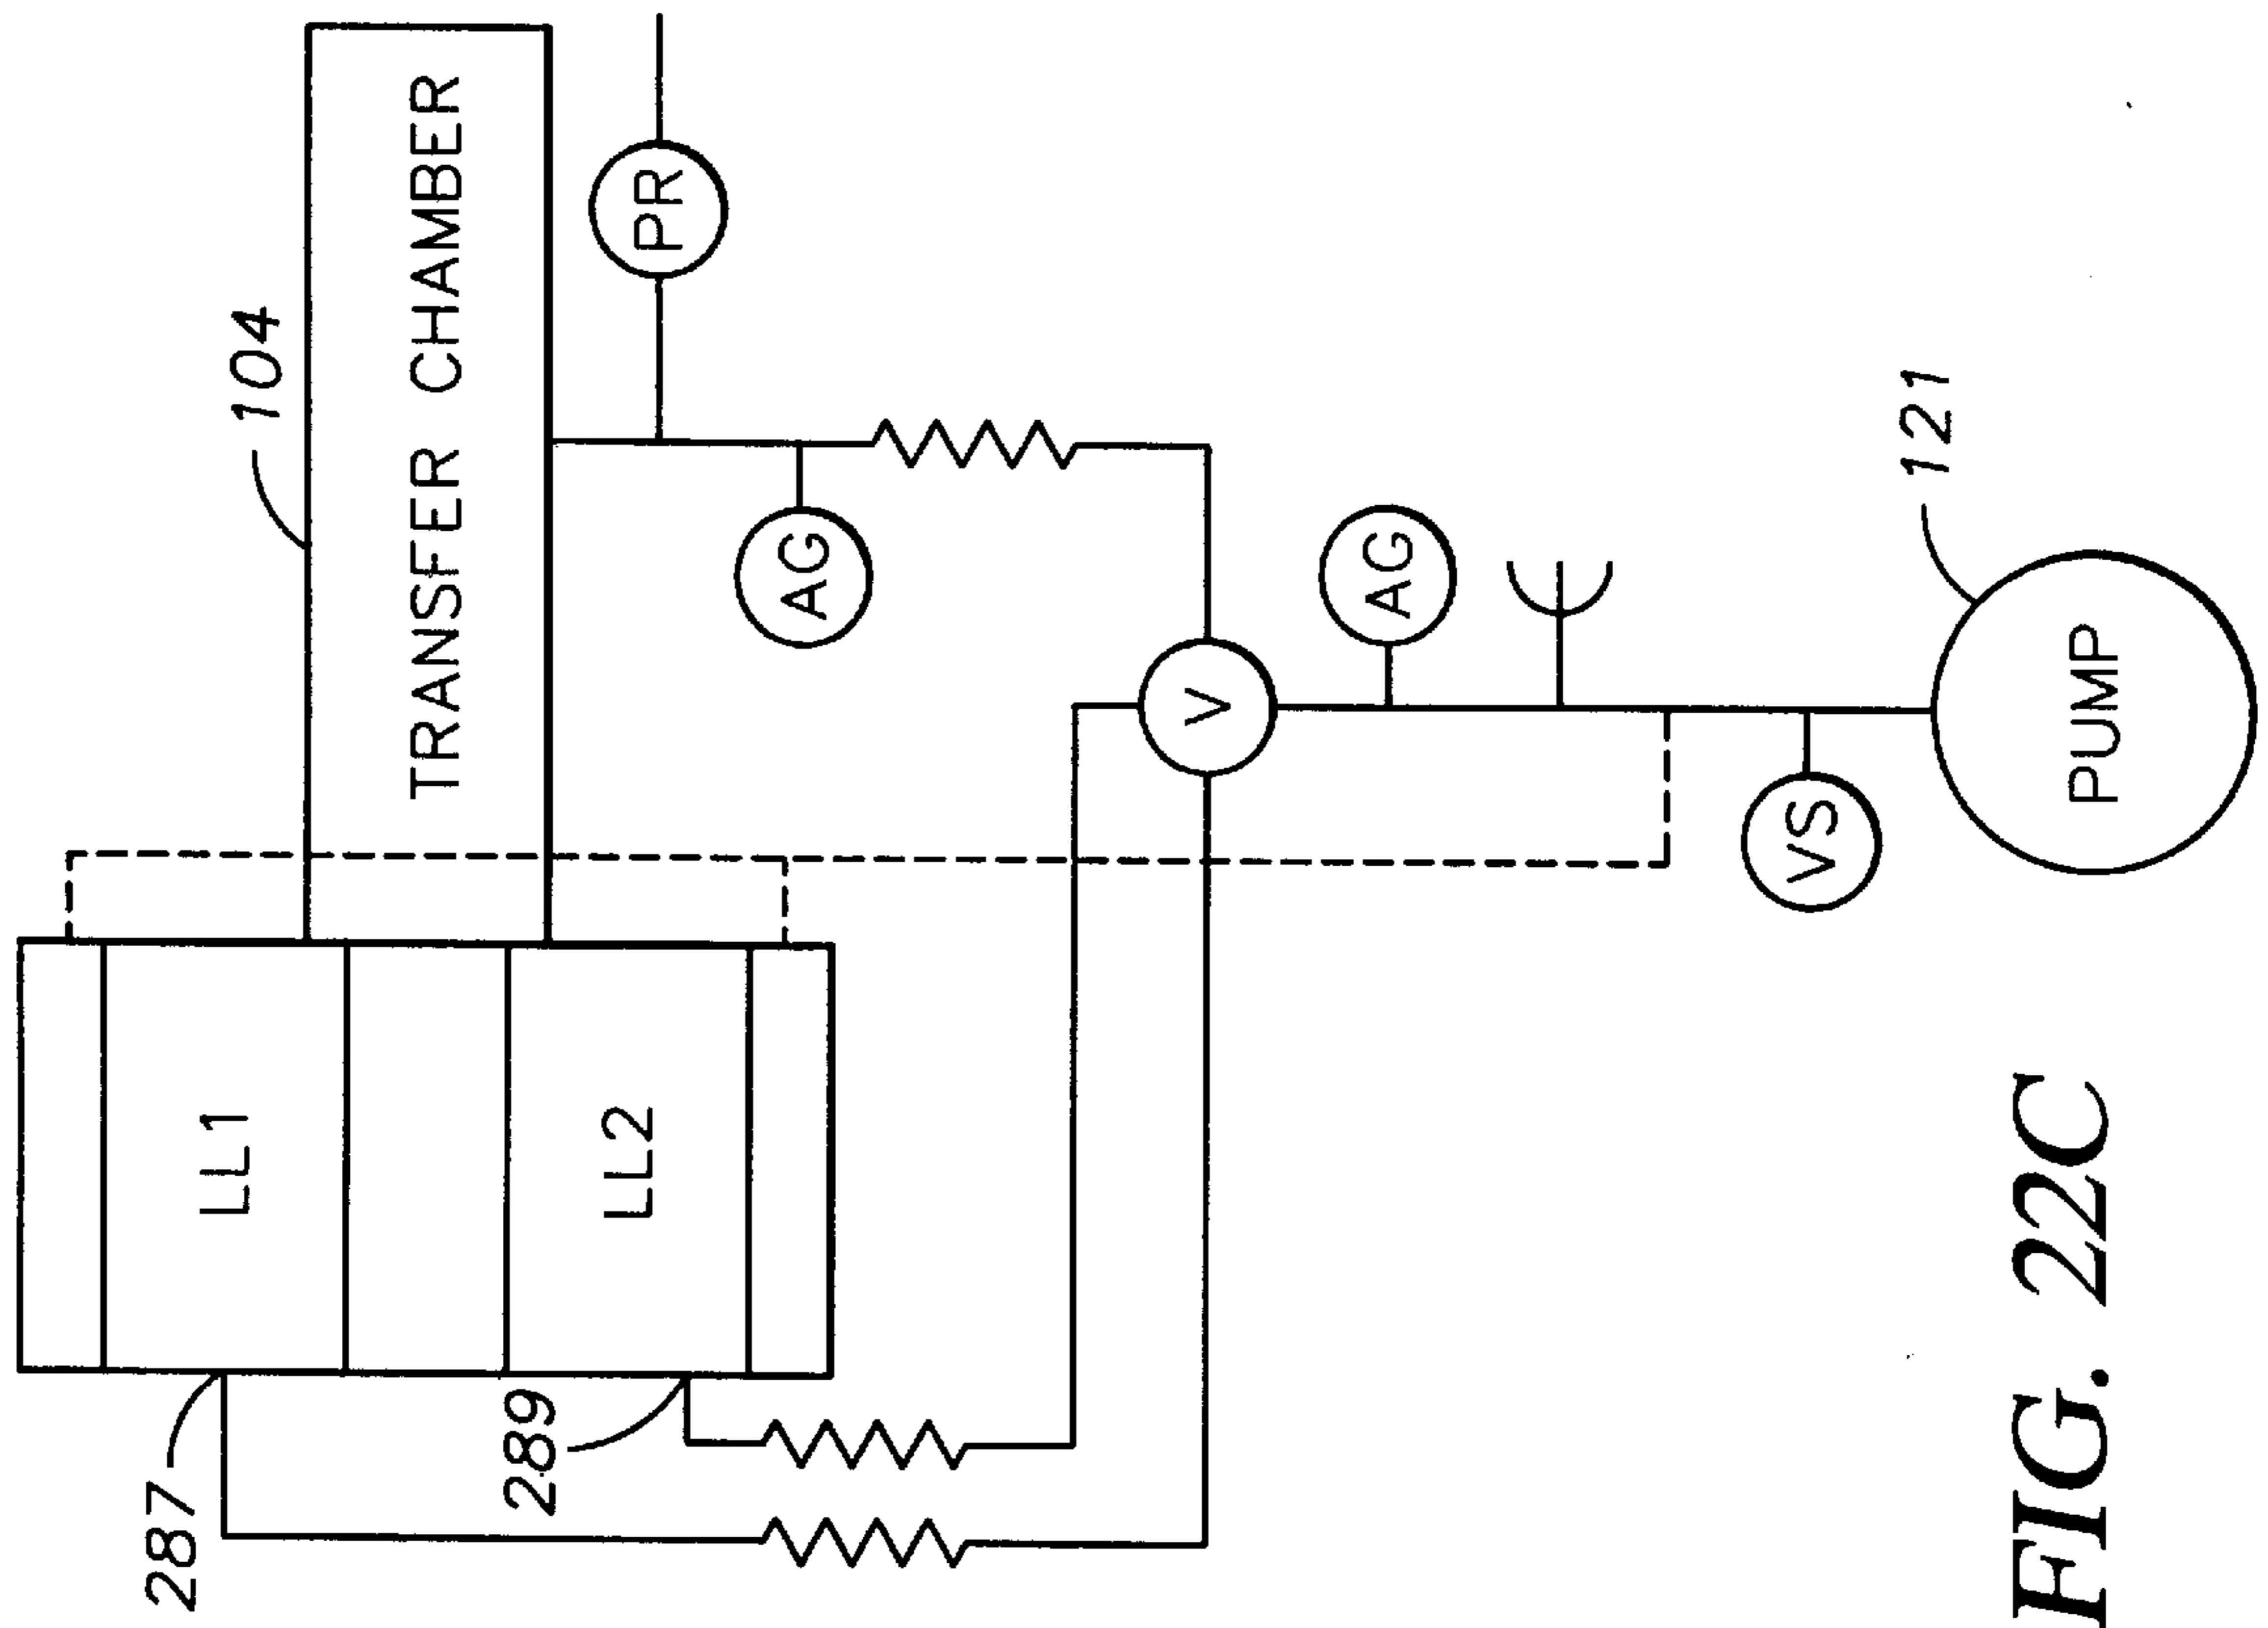 287
LL1
104
289
LL2
TRANSFER CHAMBER
PR
AG
V
AG
VS
PUMP
121
FIG. 22C